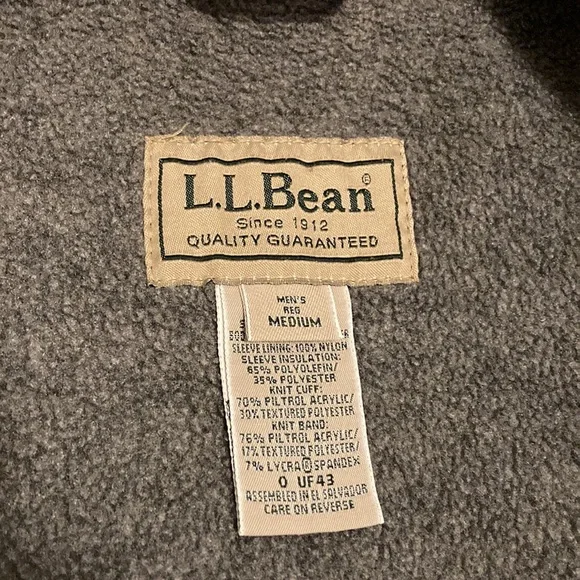 L.L.Bean®
Since 1912
QUALITY GUARANTEED
MEN'S
REG
MEDIUM
SLEEVE LINING: 100% NYLON
SLEEVE INSULATION:
65% POLYOLEFIN/
35% POLYESTER
KNIT CUFF:
70% PILTROL ACRYLIC/
30% TEXTURED POLYESTER
KNIT BAND:
76% PILTROL ACRYLIC/
17% TEXTURED POLYESTER/
7% LYCRA® SPANDEX
0 UF43
ASSEMBLED IN EL SALVADOR
CARE ON REVERSE